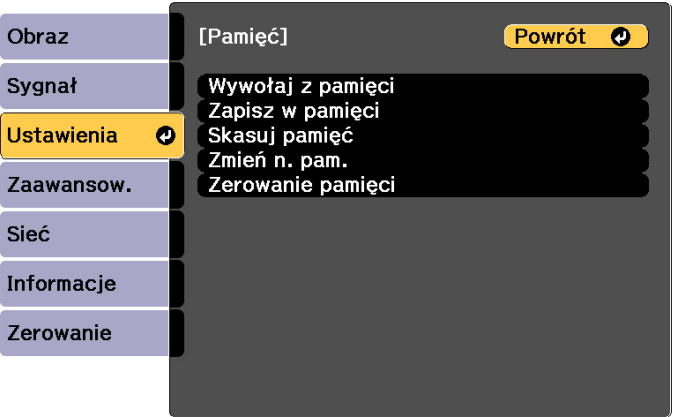 Obraz
Sygnał
Ustawienia
Zaawansow.
Sieć
Informacje
Zerowanie
[Pamięć]
Powrót
Wywołaj z pamięci
Zapisz w pamięci
Skasuj pamięć
Zmień n. pam.
Zerowanie pamięci